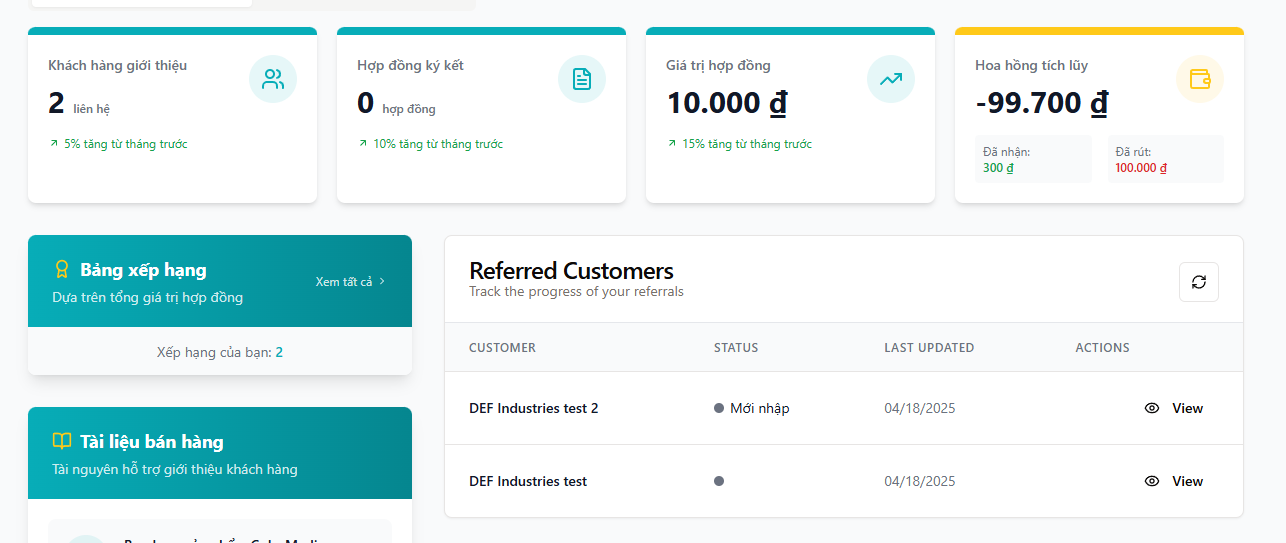 Khách hàng giới thiệu
2 liên hệ
5% tăng từ tháng trước
Hợp đồng ký kết
0 hợp đồng
10% tăng từ tháng trước
Giá trị hợp đồng
10.000 ₫
15% tăng từ tháng trước
Hoa hồng tích lũy
-99.700 ₫
Đã nhận:
300 ₫
Đã rút:
100.000 ₫
Bảng xếp hạng
Dựa trên tổng giá trị hợp đồng
Xem tất cả
Xếp hạng của bạn: 2
Tài liệu bán hàng
Tài nguyên hỗ trợ giới thiệu khách hàng
Referred Customers
Track the progress of your referrals
CUSTOMER STATUS LAST UPDATED ACTIONS
DEF Industries test 2 Mới nhập 04/18/2025 View
DEF Industries test 04/18/2025 View